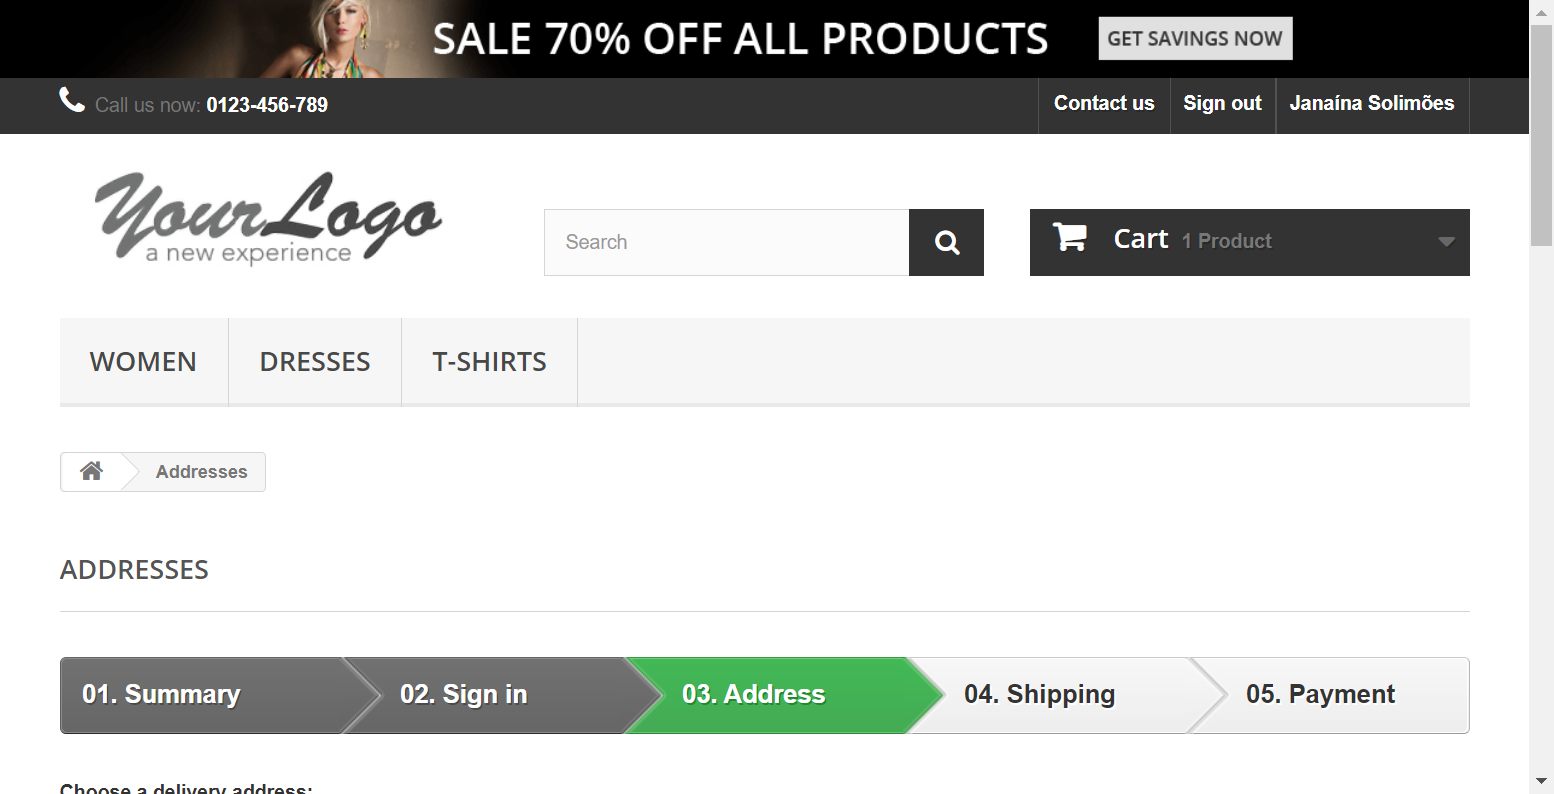 SALE 70% OFF ALL PRODUCTS GET SAVINGS NOW
Call us now: 0123-456-789 Contact us Sign out Janaína Solimões
YourLogo
a new experience
Search
Cart 1 Product
WOMEN DRESSES T-SHIRTS
Addresses
ADDRESSES
01. Summary 02. Sign in 03. Address 04. Shipping 05. Payment
Choose a delivery address: